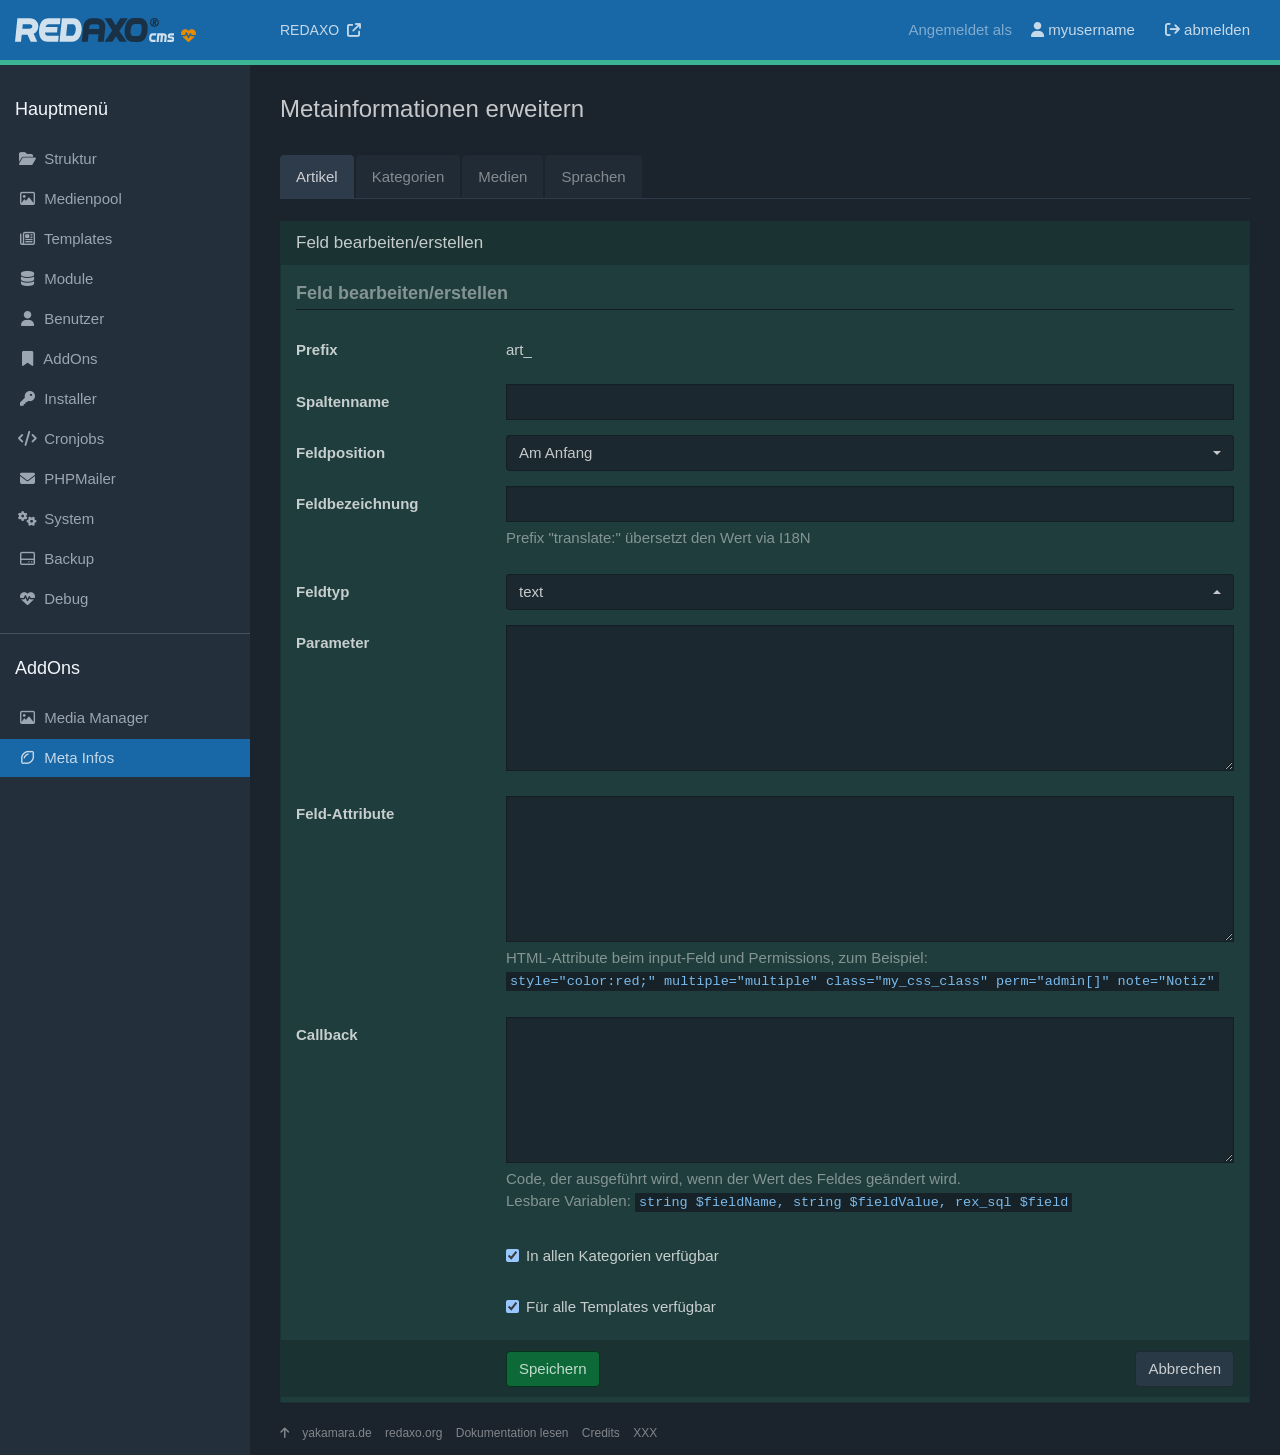 REDAXO® cms
REDAXO
Angemeldet als myusername abmelden
Hauptmenü
Struktur
Medienpool
Templates
Module
Benutzer
AddOns
Installer
Cronjobs
PHPMailer
System
Backup
Debug
AddOns
Media Manager
Meta Infos
Metainformationen erweitern
Artikel Kategorien Medien Sprachen
Feld bearbeiten/erstellen
Feld bearbeiten/erstellen
Prefix art_
Spaltenname
Feldposition Am Anfang
Feldbezeichnung
Prefix "translate:" übersetzt den Wert via I18N
Feldtyp text
Parameter
Feld-Attribute
HTML-Attribute beim input-Feld und Permissions, zum Beispiel:
style="color:red;" multiple="multiple" class="my_css_class" perm="admin[]" note="Notiz"
Callback
Code, der ausgeführt wird, wenn der Wert des Feldes geändert wird.
Lesbare Variablen: string $fieldName, string $fieldValue, rex_sql $field
In allen Kategorien verfügbar
Für alle Templates verfügbar
Speichern Abbrechen
yakamara.de redaxo.org Dokumentation lesen Credits XXX